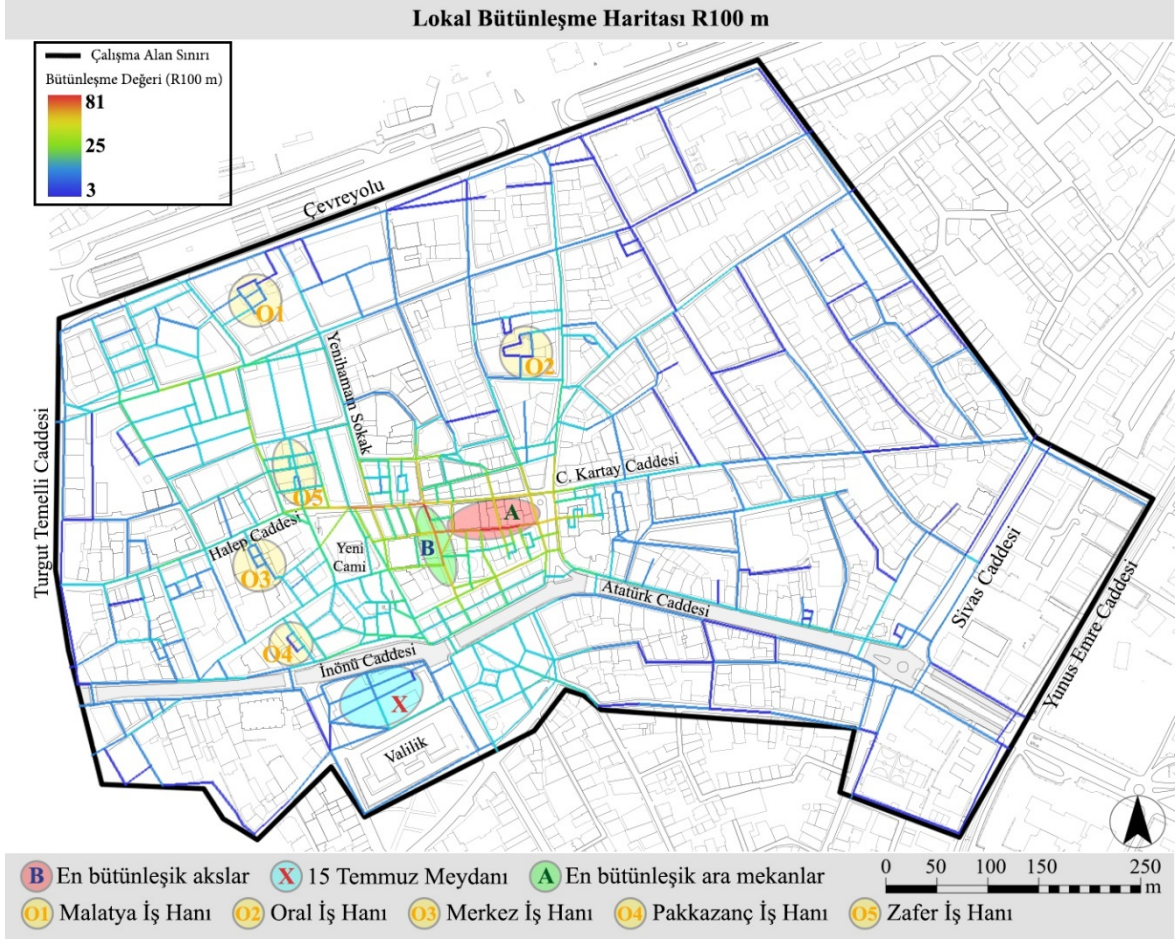 Lokal Bütünleşme Haritası R100 m
Çalışma Alan Sınırı
Bütünleşme Değeri (R100 m)
81
25
3
Çevreyolu
O1
Yenihamam Sokak
O2
Turgut Temelli Caddesi
C. Kartay Caddesi
O5
A
Halep Caddesi
B
Yeni
Cami
O3
Atatürk Caddesi
Sivas Caddesi
Yunus Emre Caddesi
O4
İnönü Caddesi
X
Valilik
B En bütünleşik akslar X 15 Temmuz Meydanı A En bütünleşik ara mekanlar
0 50 100 150 250
m
O1 Malatya İş Hanı O2 Oral İş Hanı O3 Merkez İş Hanı O4 Pakkazanç İş Hanı O5 Zafer İş Hanı